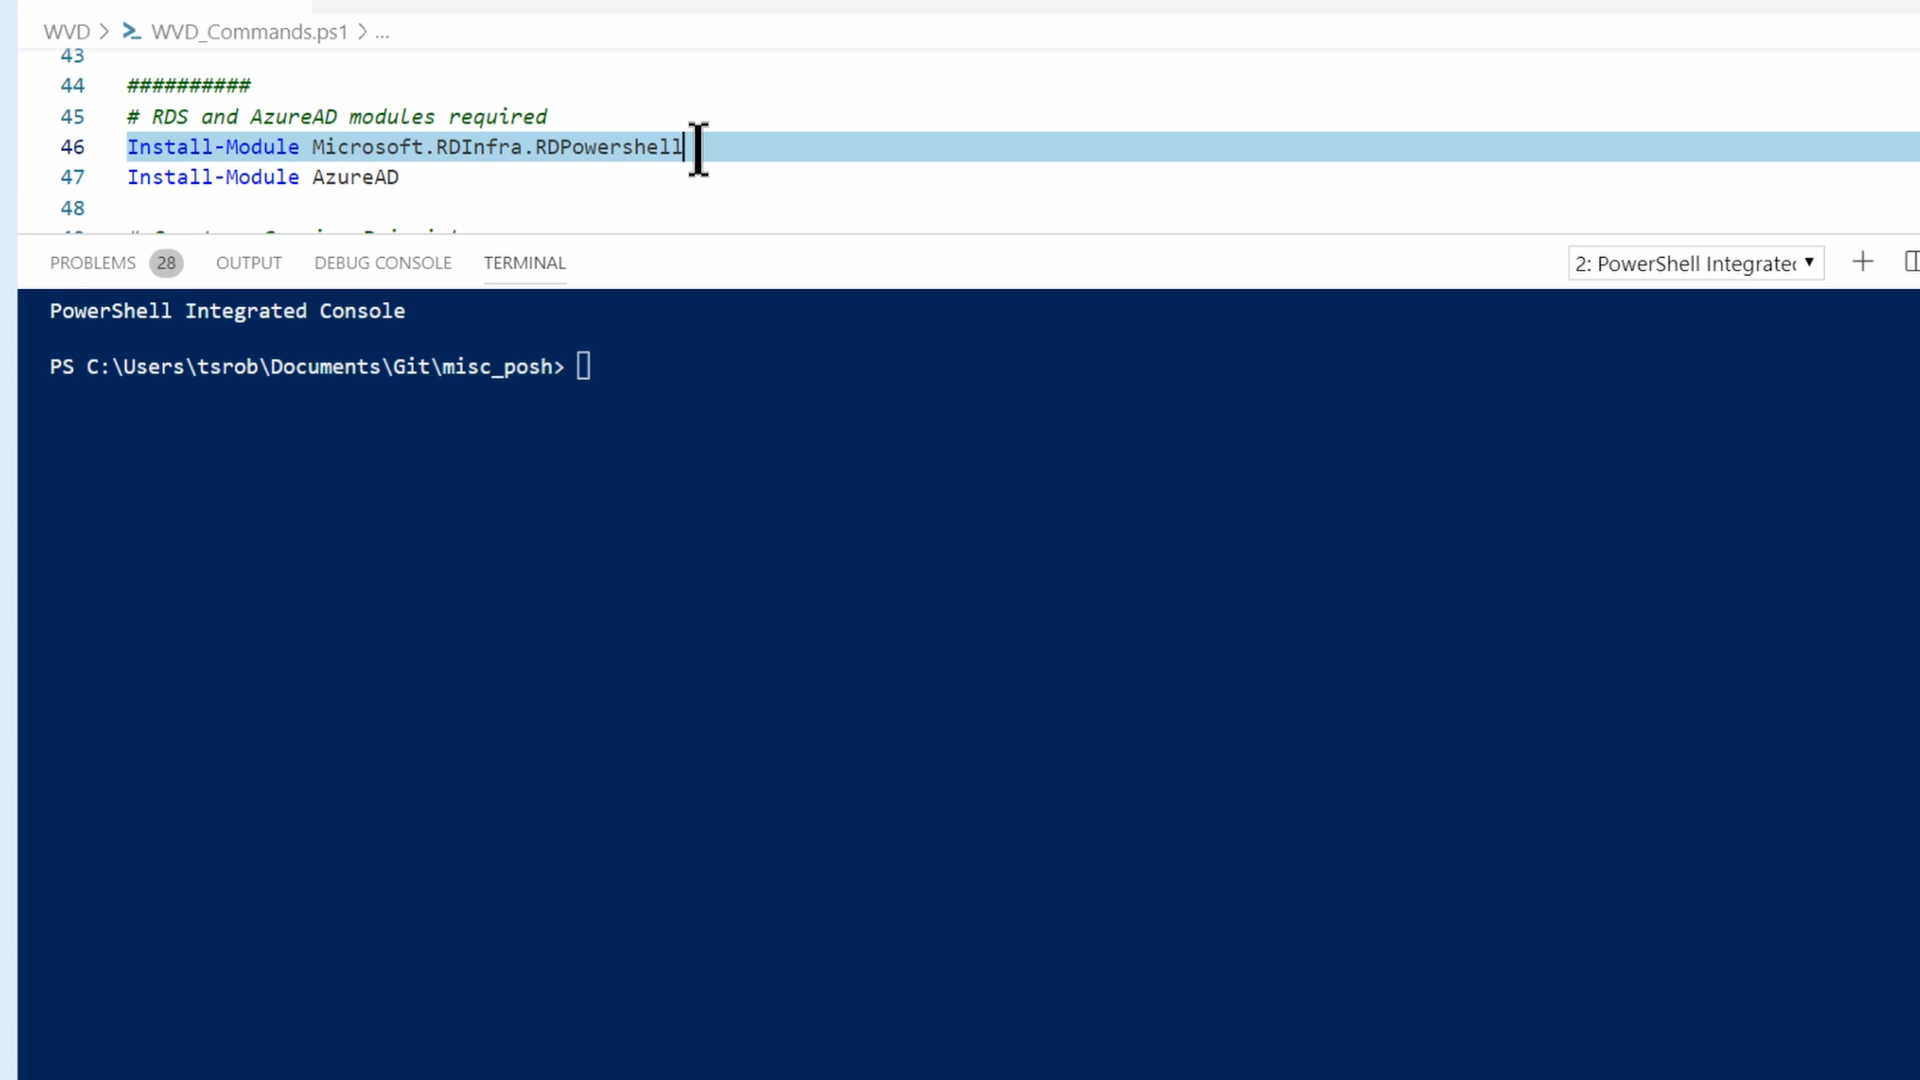 WVD > WVD_Commands.ps1 > ...
43
44 ##########
45 # RDS and AzureAD modules required
46 Install-Module Microsoft.RDInfra.RDPowershell
47 Install-Module AzureAD
48
PROBLEMS 28 OUTPUT DEBUG CONSOLE TERMINAL 2: PowerShell Integrated
PowerShell Integrated Console
PS C:\Users\tsrob\Documents\Git\misc_posh>